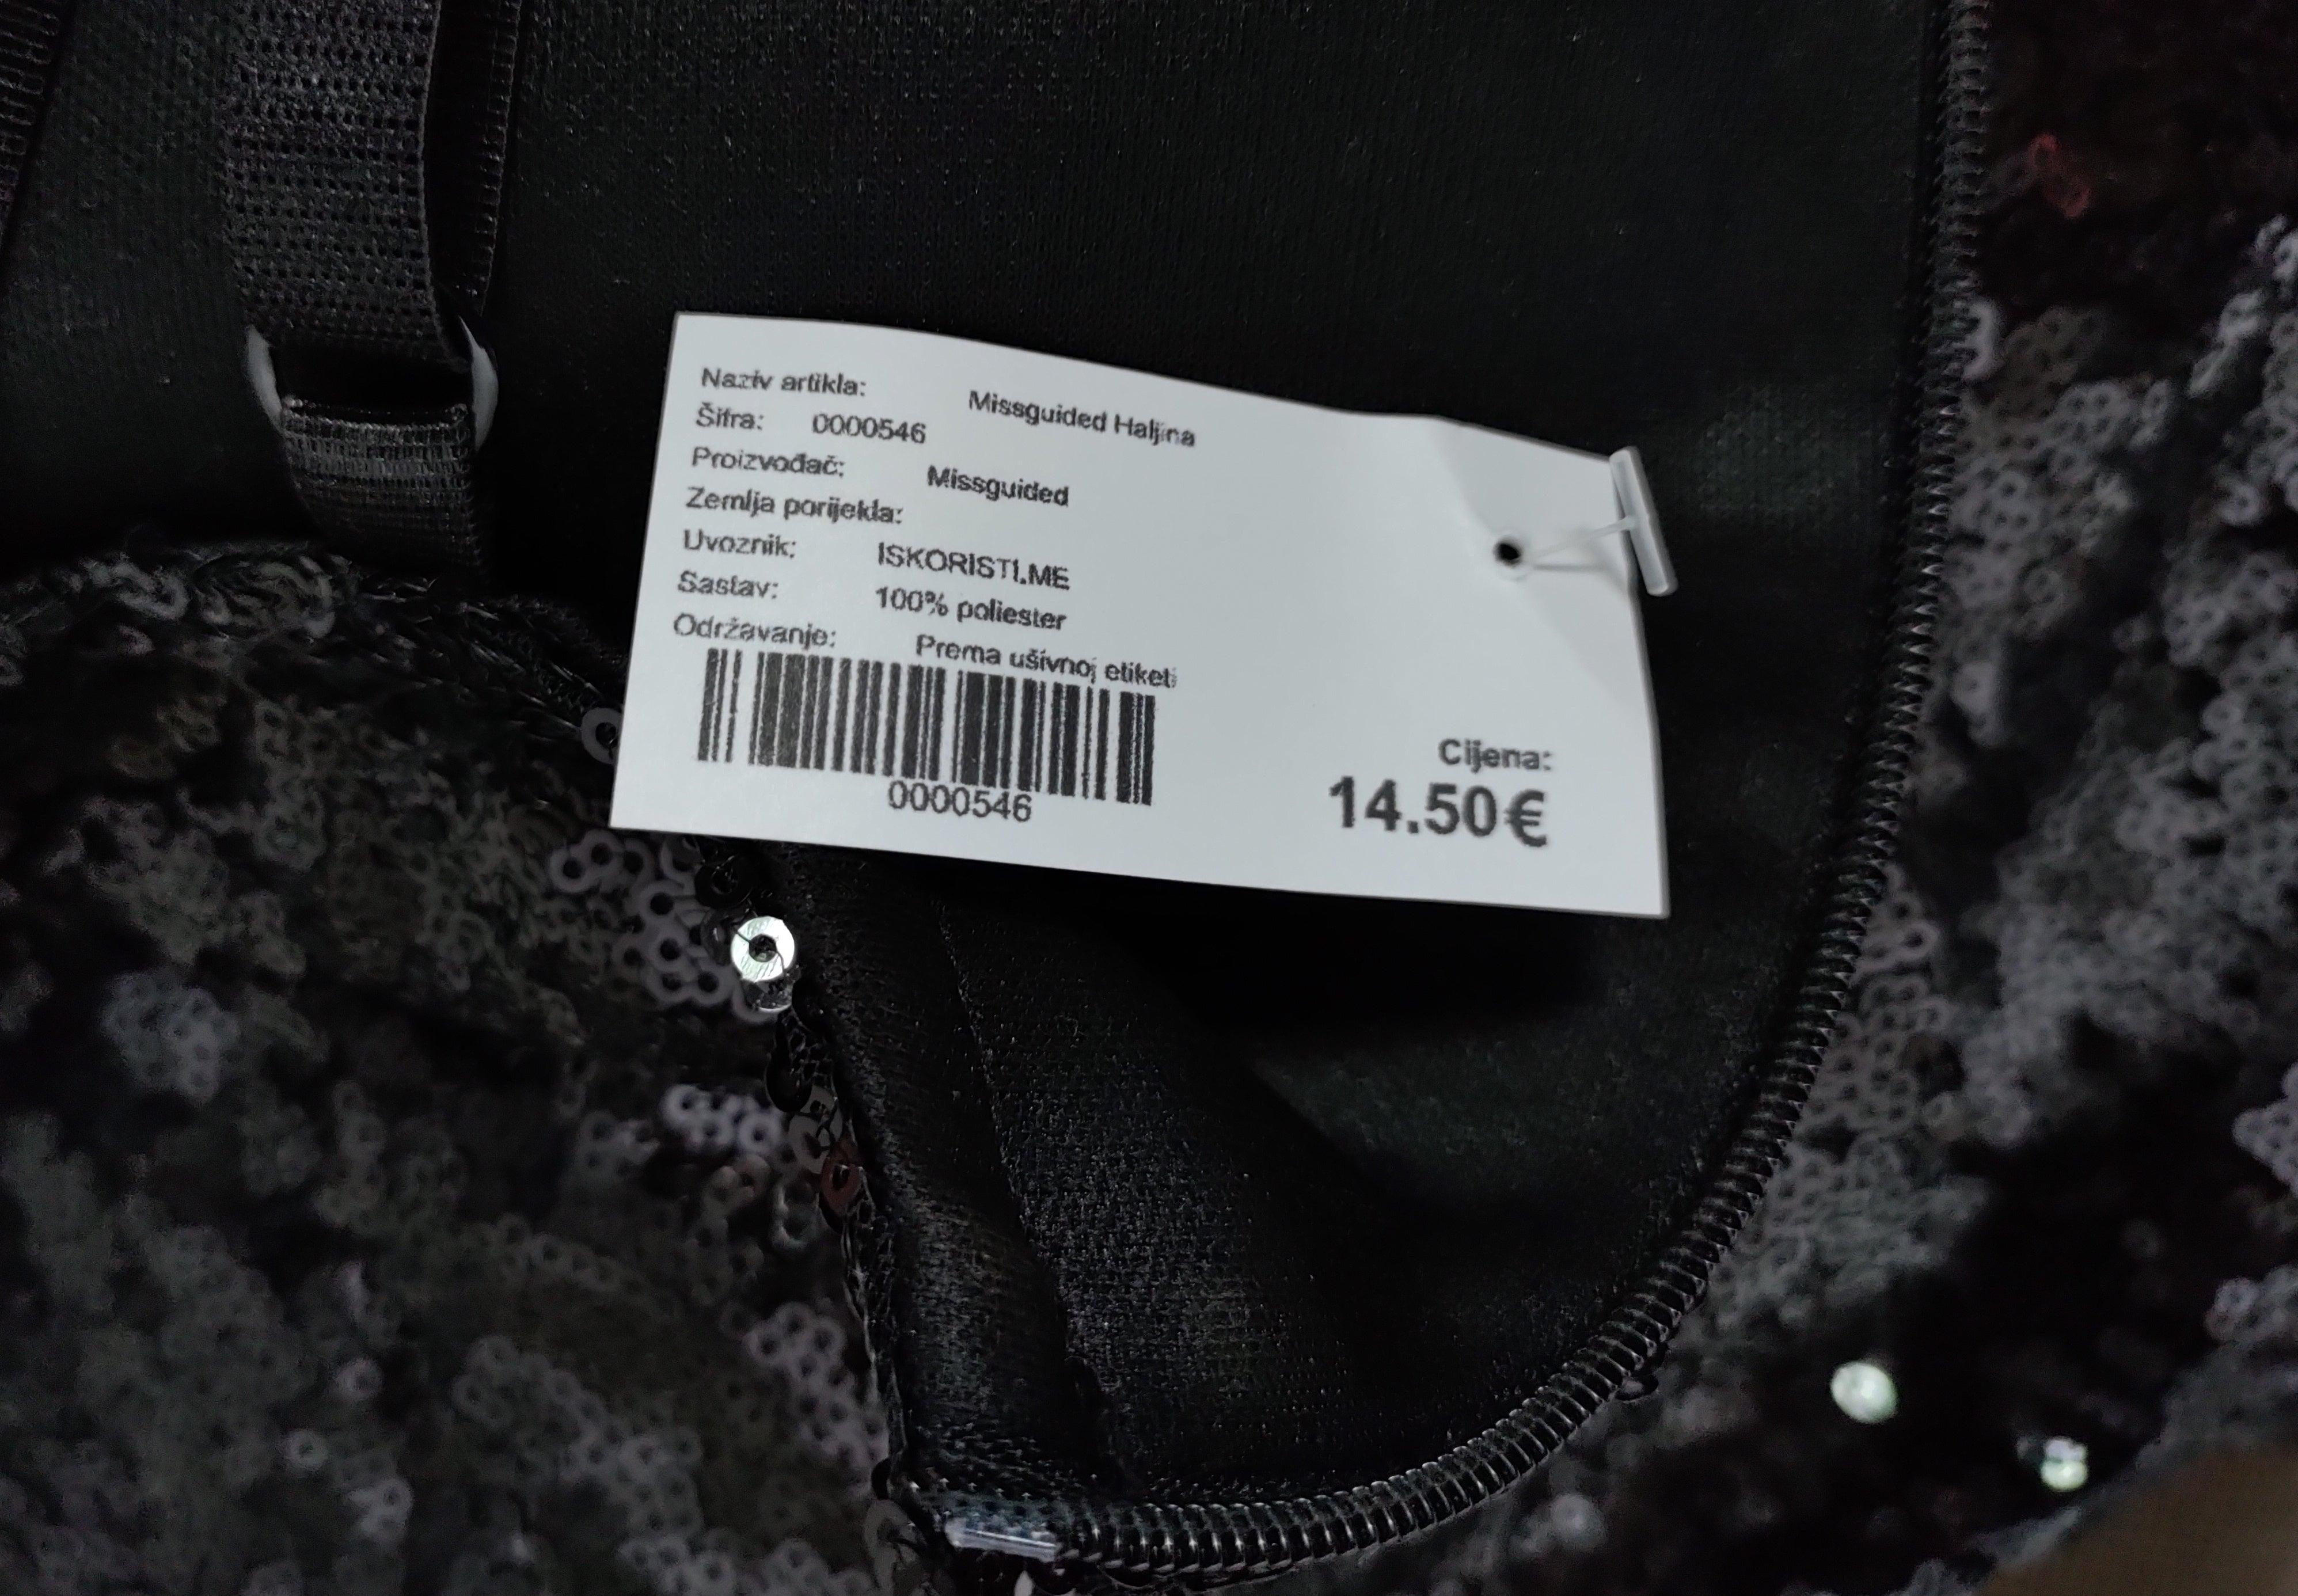 Naziv artikla: Missguided Haljina
Šifra: 0000546
Proizvođač: Missguided
Zemlja porijekla:
Uvoznik: ISKORISTI.ME
Sastav: 100% poliester
Održavanje: Prema ušivnoj etiketi
0000546
Cijena:
14.50€